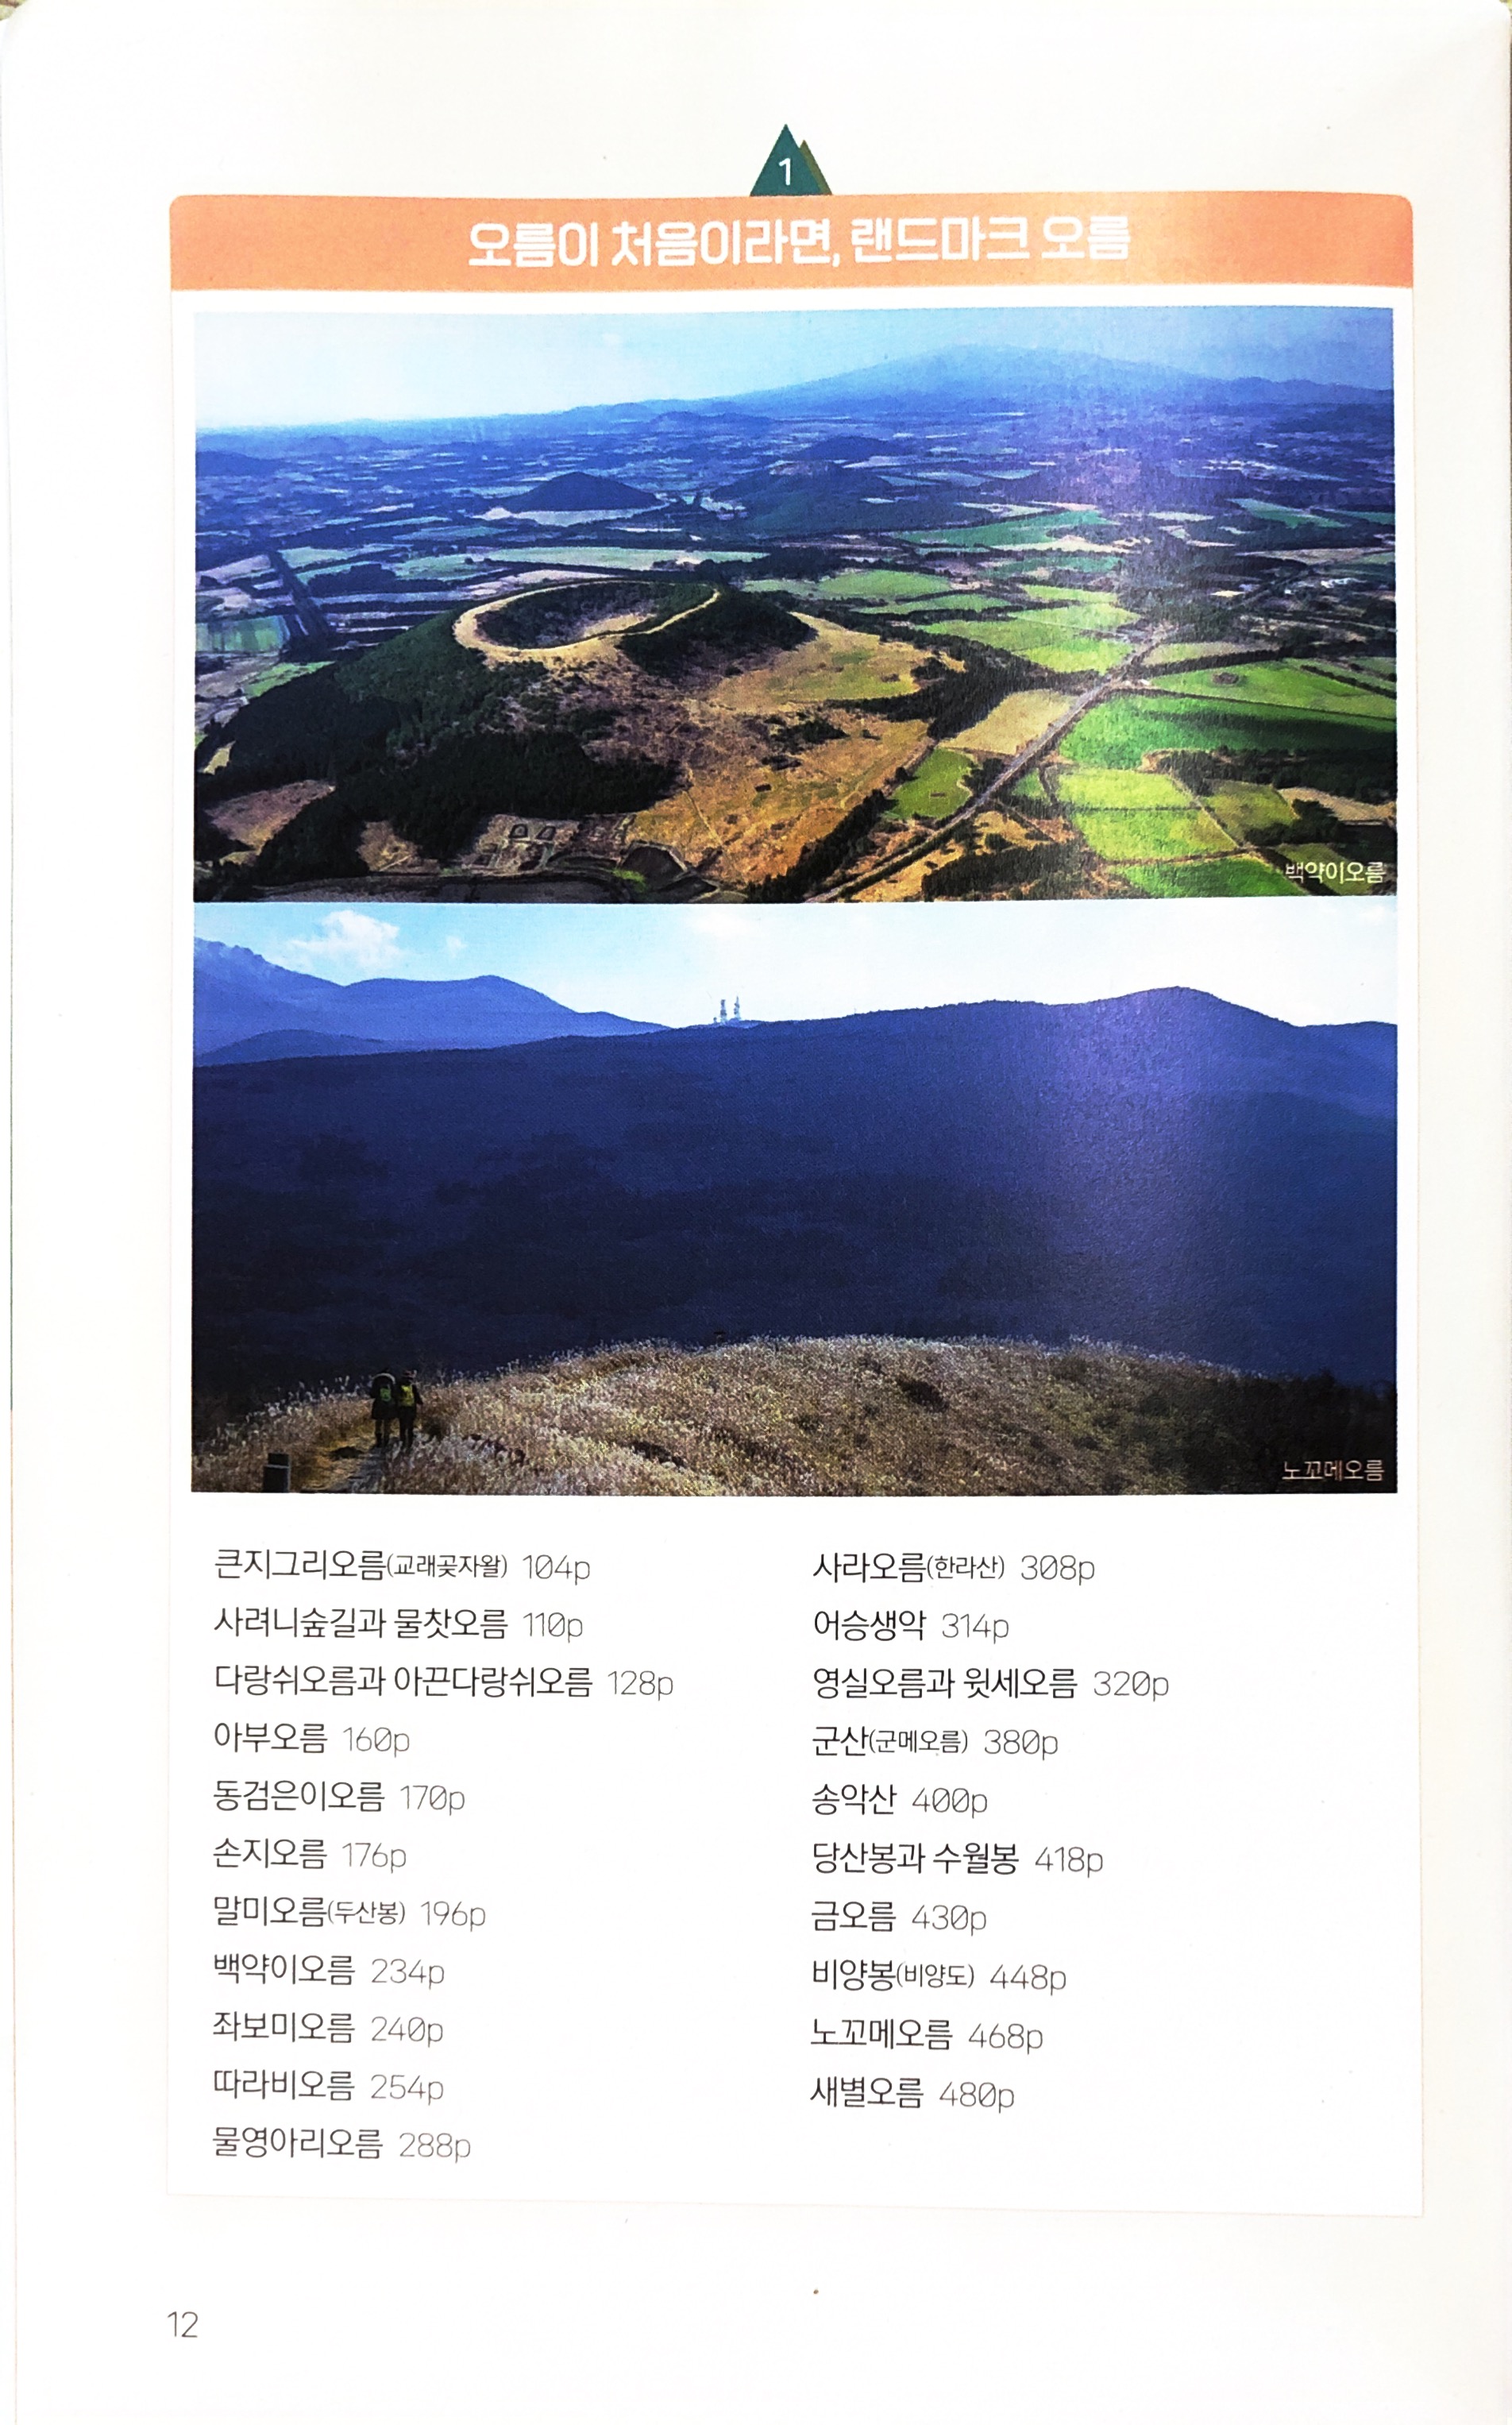 1
오름이 처음이라면, 랜드마크 오름
백약이오름
노꼬메오름
큰지그리오름(교래곶자왈) 104p
사려니숲길과 물찻오름 110p
다랑쉬오름과 아끈다랑쉬오름 128p
아부오름 160p
동검은이오름 170p
손지오름 176p
말미오름(두산봉) 196p
백약이오름 234p
좌보미오름 240p
따라비오름 254p
물영아리오름 288p
사라오름(한라산) 308p
어승생악 314p
영실오름과 윗세오름 320p
군산(군메오름) 380p
송악산 400p
당산봉과 수월봉 418p
금오름 430p
비양봉(비양도) 448p
노꼬메오름 468p
새별오름 480p
12